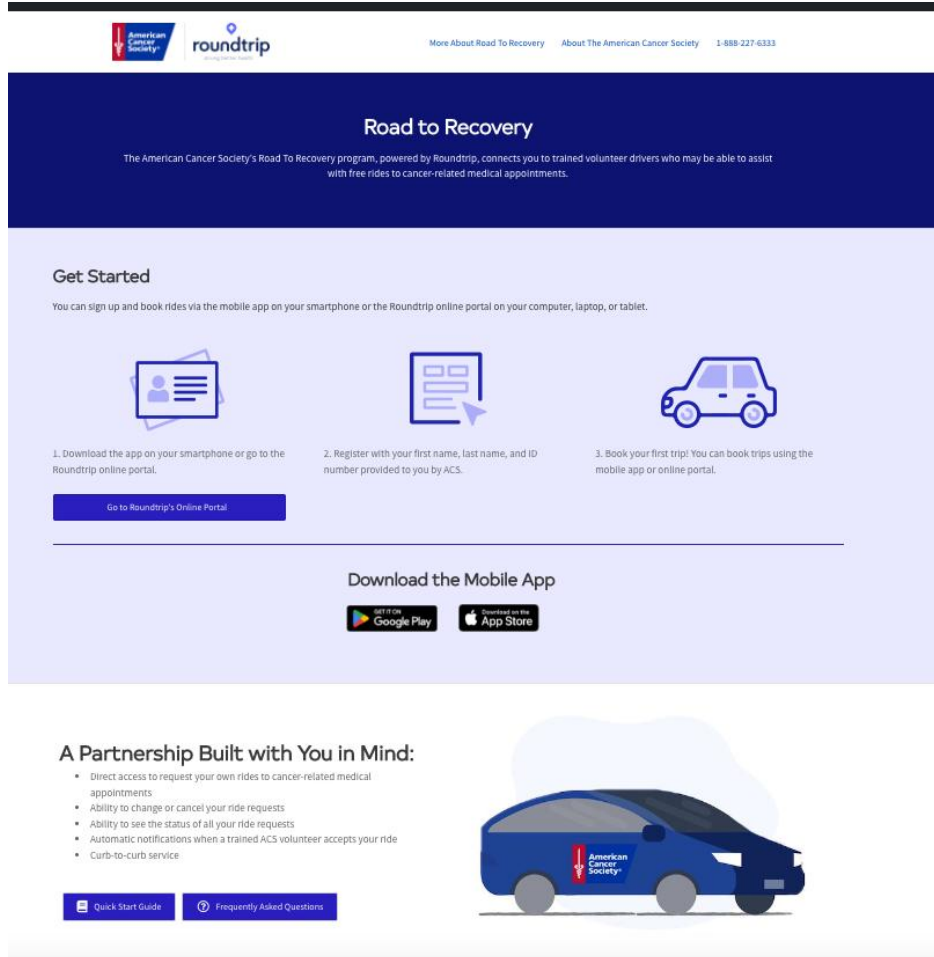 American
Cancer
Society®
roundtrip
More About Road To Recovery
About The American Cancer Society
1-888-227-6333
Road to Recovery
The American Cancer Society's Road To Recovery program, powered by Roundtrip, connects you to trained volunteer drivers who may be able to assist
with free rides to cancer-related medical appointments.
Get Started
You can sign up and book rides via the mobile app on your smartphone or the Roundtrip online portal on your computer, laptop, or tablet.
1. Download the app on your smartphone or go to the
Roundtrip online portal.
Go to Roundtrip's Online Portal
2. Register with your first name, last name, and ID
number provided to you by ACS.
3. Book your first trip! You can book trips using the
mobile app or online portal.
Download the Mobile App
GET IT ON
Google Play
Download on the
App Store
A Partnership Built with You in Mind:
▪ Direct access to request your own rides to cancer-related medical
appointments
▪ Ability to change or cancel your ride requests
▪ Ability to see the status of all your ride requests
▪ Automatic notifications when a trained ACS volunteer accepts your ride
▪ Curb-to-curb service
Quick Start Guide
Frequently Asked Questions
American
Cancer
Society®